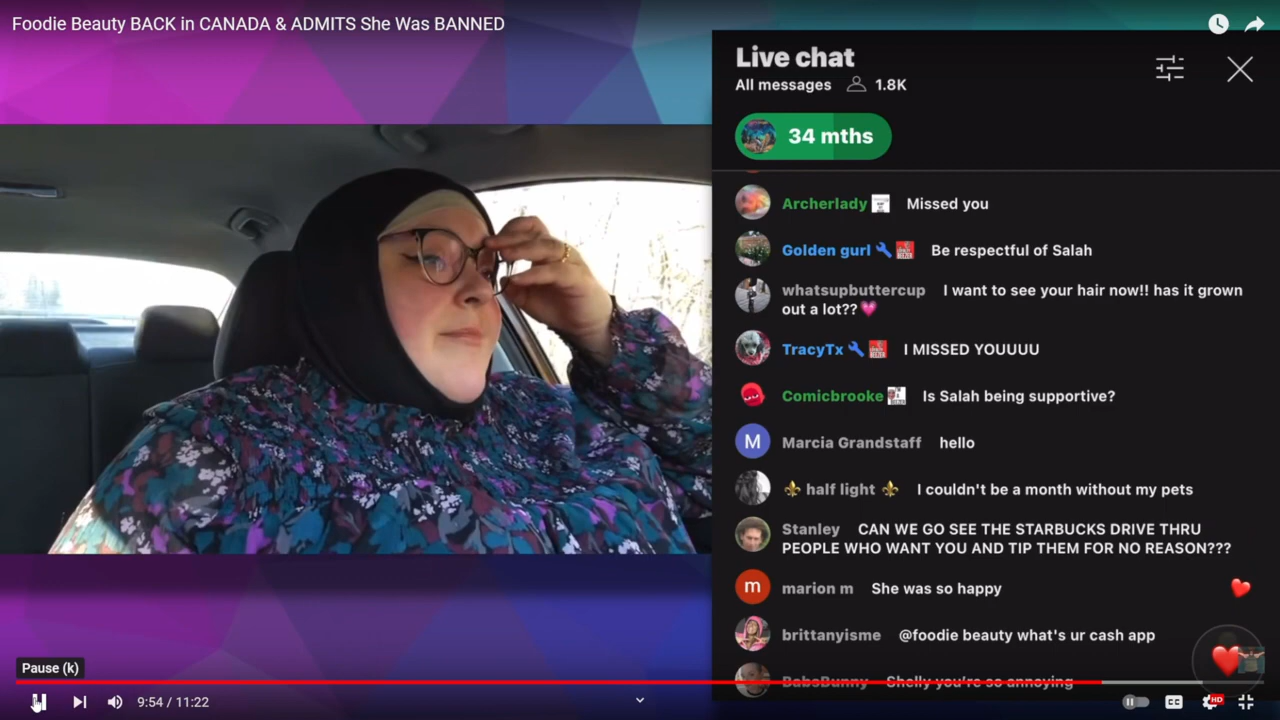 Foodie Beauty BACK in CANADA & ADMITS She Was BANNED
Live chat
All messages 1.8K
34 mths
Archerlady Missed you
Golden gurl Be respectful of Salah
whatsupbuttercup I want to see your hair now!! has it grown
out a lot??
TracyTx I MISSED YOUUUU
Comicbrooke Is Salah being supportive?
M Marcia Grandstaff hello
half light I couldn't be a month without my pets
Stanley CAN WE GO SEE THE STARBUCKS DRIVE THRU
PEOPLE WHO WANT YOU AND TIP THEM FOR NO REASON???
m marion m She was so happy
brittanyisme @foodie beauty what's ur cash app
BabaBunny Shelly you're so annoying
Pause (k)
9:54 / 11:22
CC
HD